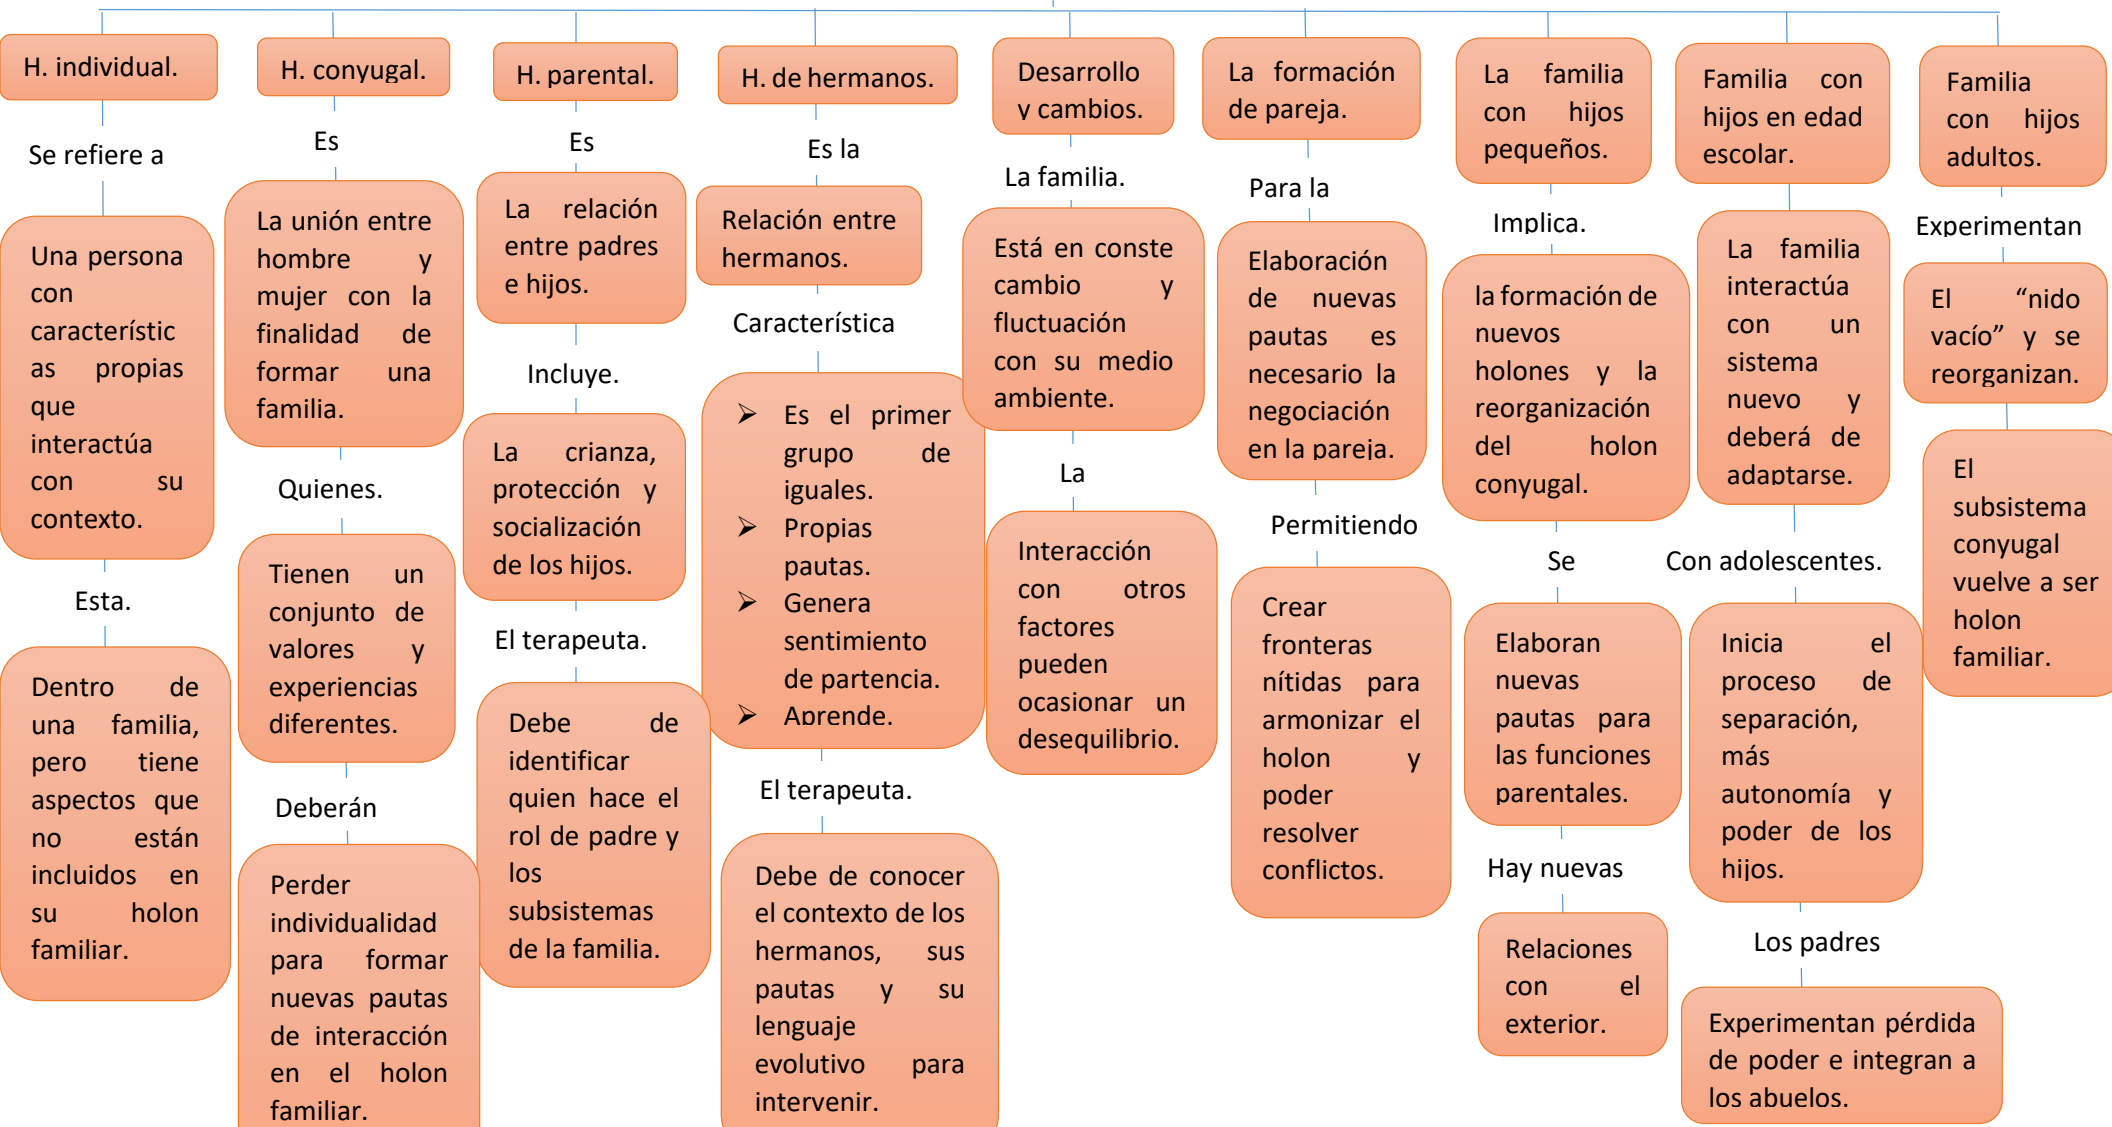 H. individual.
Se refiere a
Una persona
con
característic
as propias
que
interactúa
con su
contexto.
Esta.
Dentro de
una familia,
pero tiene
aspectos que
no están
incluidos en
su holon
familiar.
H. conyugal.
Es
La unión entre
hombre y
mujer con la
finalidad de
formar una
familia.
Quienes.
Tienen un
conjunto de
valores y
experiencias
diferentes.
Deberán
Perder
individualidad
para formar
nuevas pautas
de interacción
en el holon
familiar.
H. parental.
Es
La relación
entre padres
e hijos.
Incluye.
La crianza,
protección y
socialización
de los hijos.
El terapeuta.
Debe de
identificar
quien hace el
rol de padre y
los
subsistemas
de la familia.
H. de hermanos.
Es la
Relación entre
hermanos.
Característica
➢ Es el primer
grupo de
iguales.
➢ Propias
pautas.
➢ Genera
sentimiento
de partencia.
➢ Aprende.
El terapeuta.
Debe de conocer
el contexto de los
hermanos, sus
pautas y su
lenguaje
evolutivo para
intervenir.
Desarrollo
y cambios.
La familia.
Está en conste
cambio y
fluctuación
con su medio
ambiente.
La
Interacción
con otros
factores
pueden
ocasionar un
desequilibrio.
La formación
de pareja.
Para la
Elaboración
de nuevas
pautas es
necesario la
negociación
en la pareja.
Permitiendo
Crear
fronteras
nítidas para
armonizar el
holon y
poder
resolver
conflictos.
La familia
con hijos
pequeños.
Implica.
la formación de
nuevos
holones y la
reorganización
del holon
conyugal.
Se
Elaboran
nuevas
pautas para
las funciones
parentales.
Hay nuevas
Relaciones
con el
exterior.
Familia con
hijos en edad
escolar.
La familia
interactúa
con un
sistema
nuevo y
deberá de
adaptarse.
Con adolescentes.
Inicia el
proceso de
separación,
más
autonomía y
poder de los
hijos.
Los padres
Experimentan pérdida
de poder e integran a
los abuelos.
Familia
con hijos
adultos.
Experimentan
El “nido
vacío” y se
reorganizan.
El
subsistema
conyugal
vuelve a ser
holon
familiar.